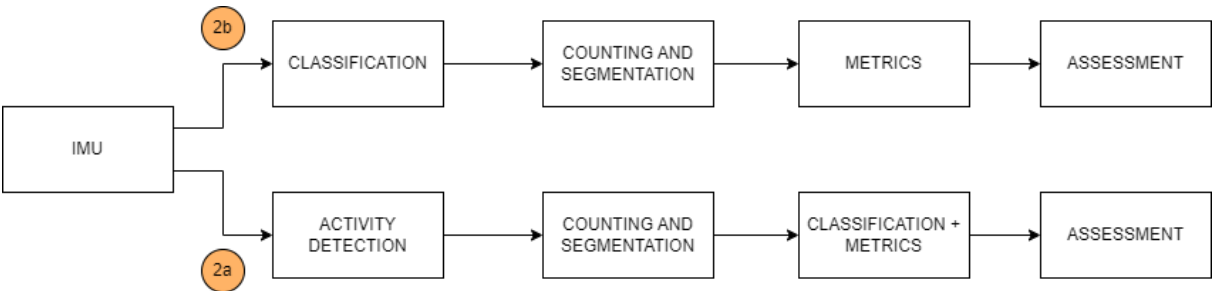 2b
CLASSIFICATION
COUNTING AND
SEGMENTATION
METRICS
ASSESSMENT
IMU
ACTIVITY
DETECTION
COUNTING AND
SEGMENTATION
CLASSIFICATION +
METRICS
ASSESSMENT
2a